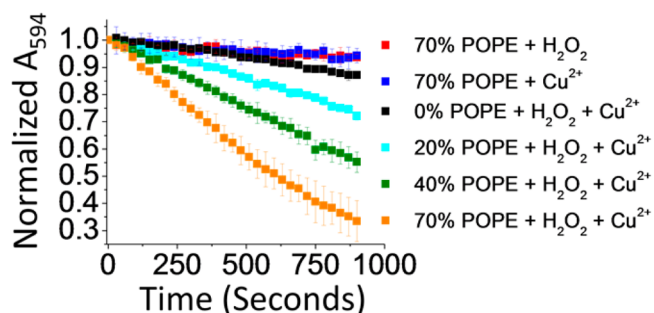 Normalized A₅₉₄
1.0
0.9
0.8
0.7
0.6
0.5
0.4
0.3
0 250 500 750 1000
Time (Seconds)
70% POPE + H₂O₂
70% POPE + Cu²⁺
0% POPE + H₂O₂ + Cu²⁺
20% POPE + H₂O₂ + Cu²⁺
40% POPE + H₂O₂ + Cu²⁺
70% POPE + H₂O₂ + Cu²⁺